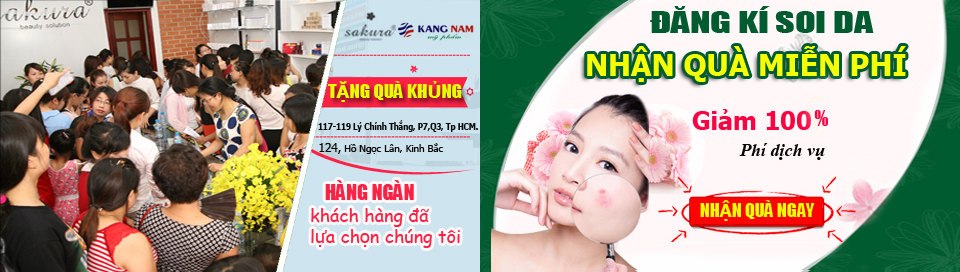 sakura®
beauty solution
sakura®
KANG NAM
mỹ phẩm
TẶNG QUÀ KHỦNG
117-119 Lý Chính Thắng, P7,Q3, Tp HCM.
124, Hồ Ngọc Lân, Kinh Bắc
HÀNG NGÀN
khách hàng đã
lựa chọn chúng tôi
ĐĂNG KÍ SOI DA
NHẬN QUÀ MIỄN PHÍ
Giảm 100%
Phí dịch vụ
NHẬN QUÀ NGAY